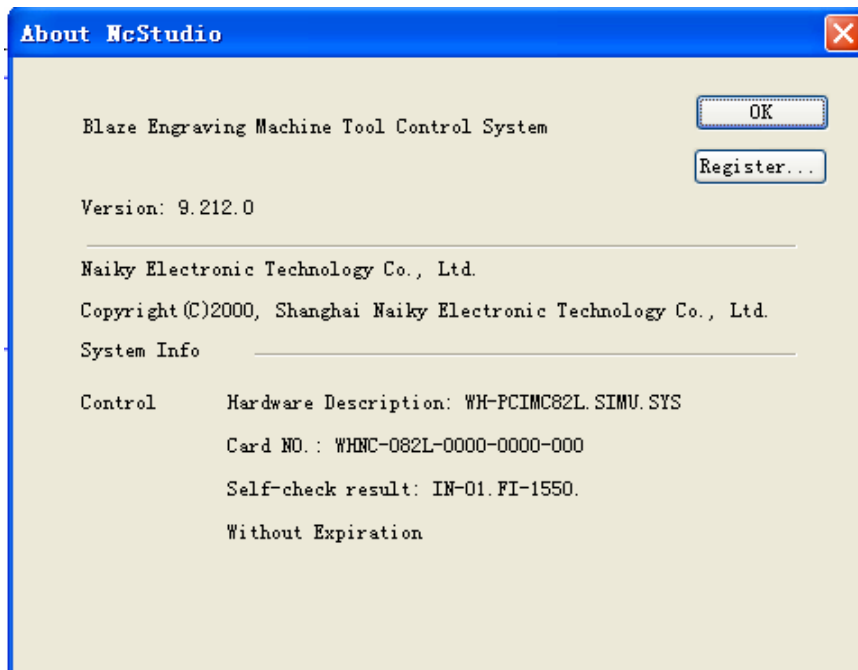 About NcStudio
OK
Blaze Engraving Machine Tool Control System
Register...
Version: 9.212.0
Naiky Electronic Technology Co., Ltd.
Copyright(C)2000, Shanghai Naiky Electronic Technology Co., Ltd.
System Info
Control Hardware Description: WH-PCIMC82L.SIMU.SYS
Card NO.: WHNC-082L-0000-0000-000
Self-check result: IN-01.FI-1550.
Without Expiration